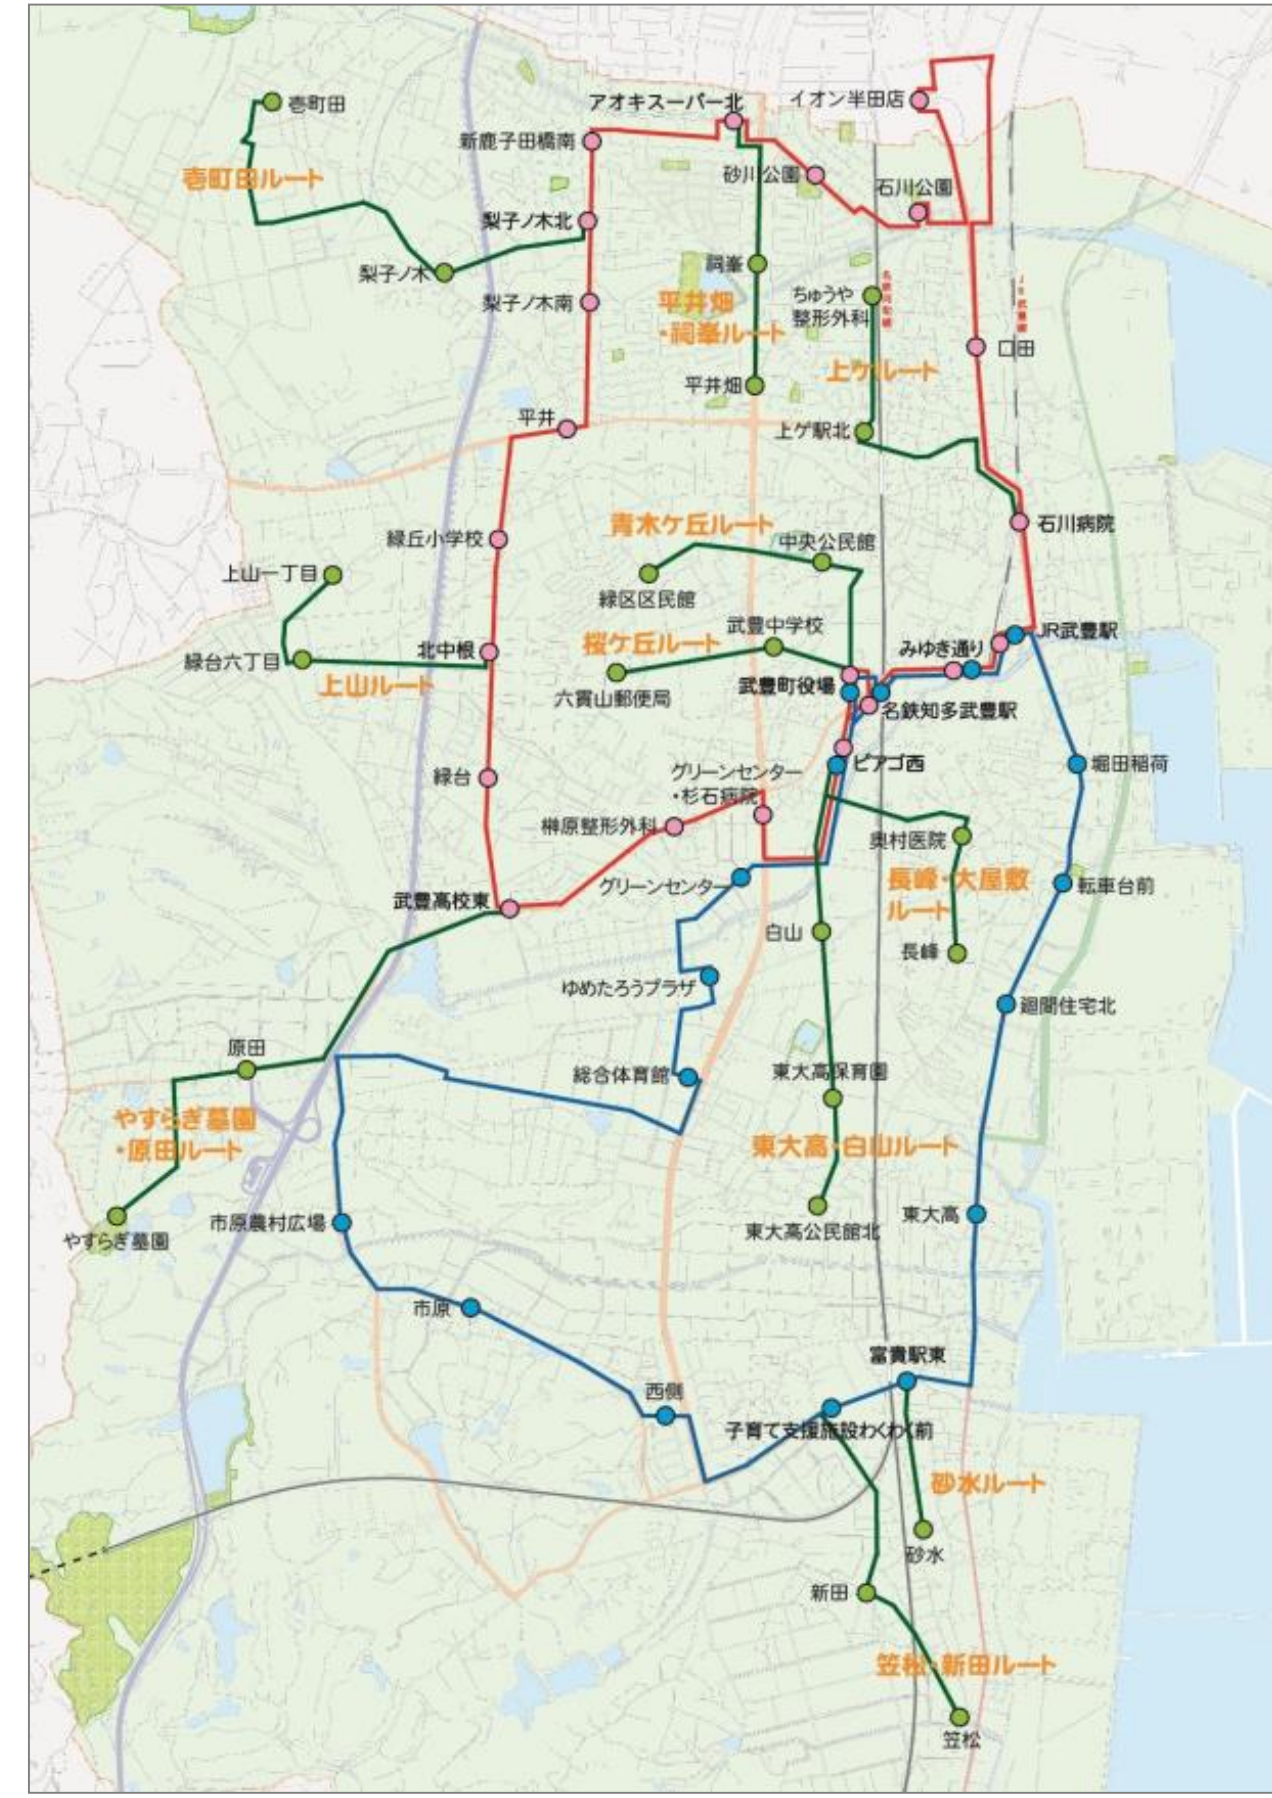 壱町田
アオキスーパー北
イオン半田店
新鹿子田橋南
砂川公園
壱町田ルート
石川公園
梨子ノ木北
梨子ノ木
祠峯
梨子ノ木南
平井畑
・祠峯ルート
ちゅうや
整形外科
口田
上ゲルート
平井畑
平井
上ゲ駅北
青木ケ丘ルート
石川病院
緑丘小学校
中央公民館
上山一丁目
緑区区民館
武豊中学校
JR武豊駅
桜ケ丘ルート
みゆき通り
北中根
緑台六丁目
上山ルート
六貫山郵便局
武豊町役場
名鉄知多武豊駅
ピアゴ西
堀田稲荷
緑台
グリーンセンター
・杉石病院
榊原整形外科
奥村医院
グリーンセンター
長峰・大屋敷
ルート
転車台前
武豊高校東
白山
長峰
ゆめたろうプラザ
廻間住宅北
原田
総合体育館
東大高保育園
やすらぎ墓園
・原田ルート
東大高・白山ルート
市原農村広場
東大高
やすらぎ墓園
東大高公民館北
市原
富貴駅東
西側
子育て支援施設わくわく前
砂水ルート
砂水
新田
笠松・新田ルート
笠松